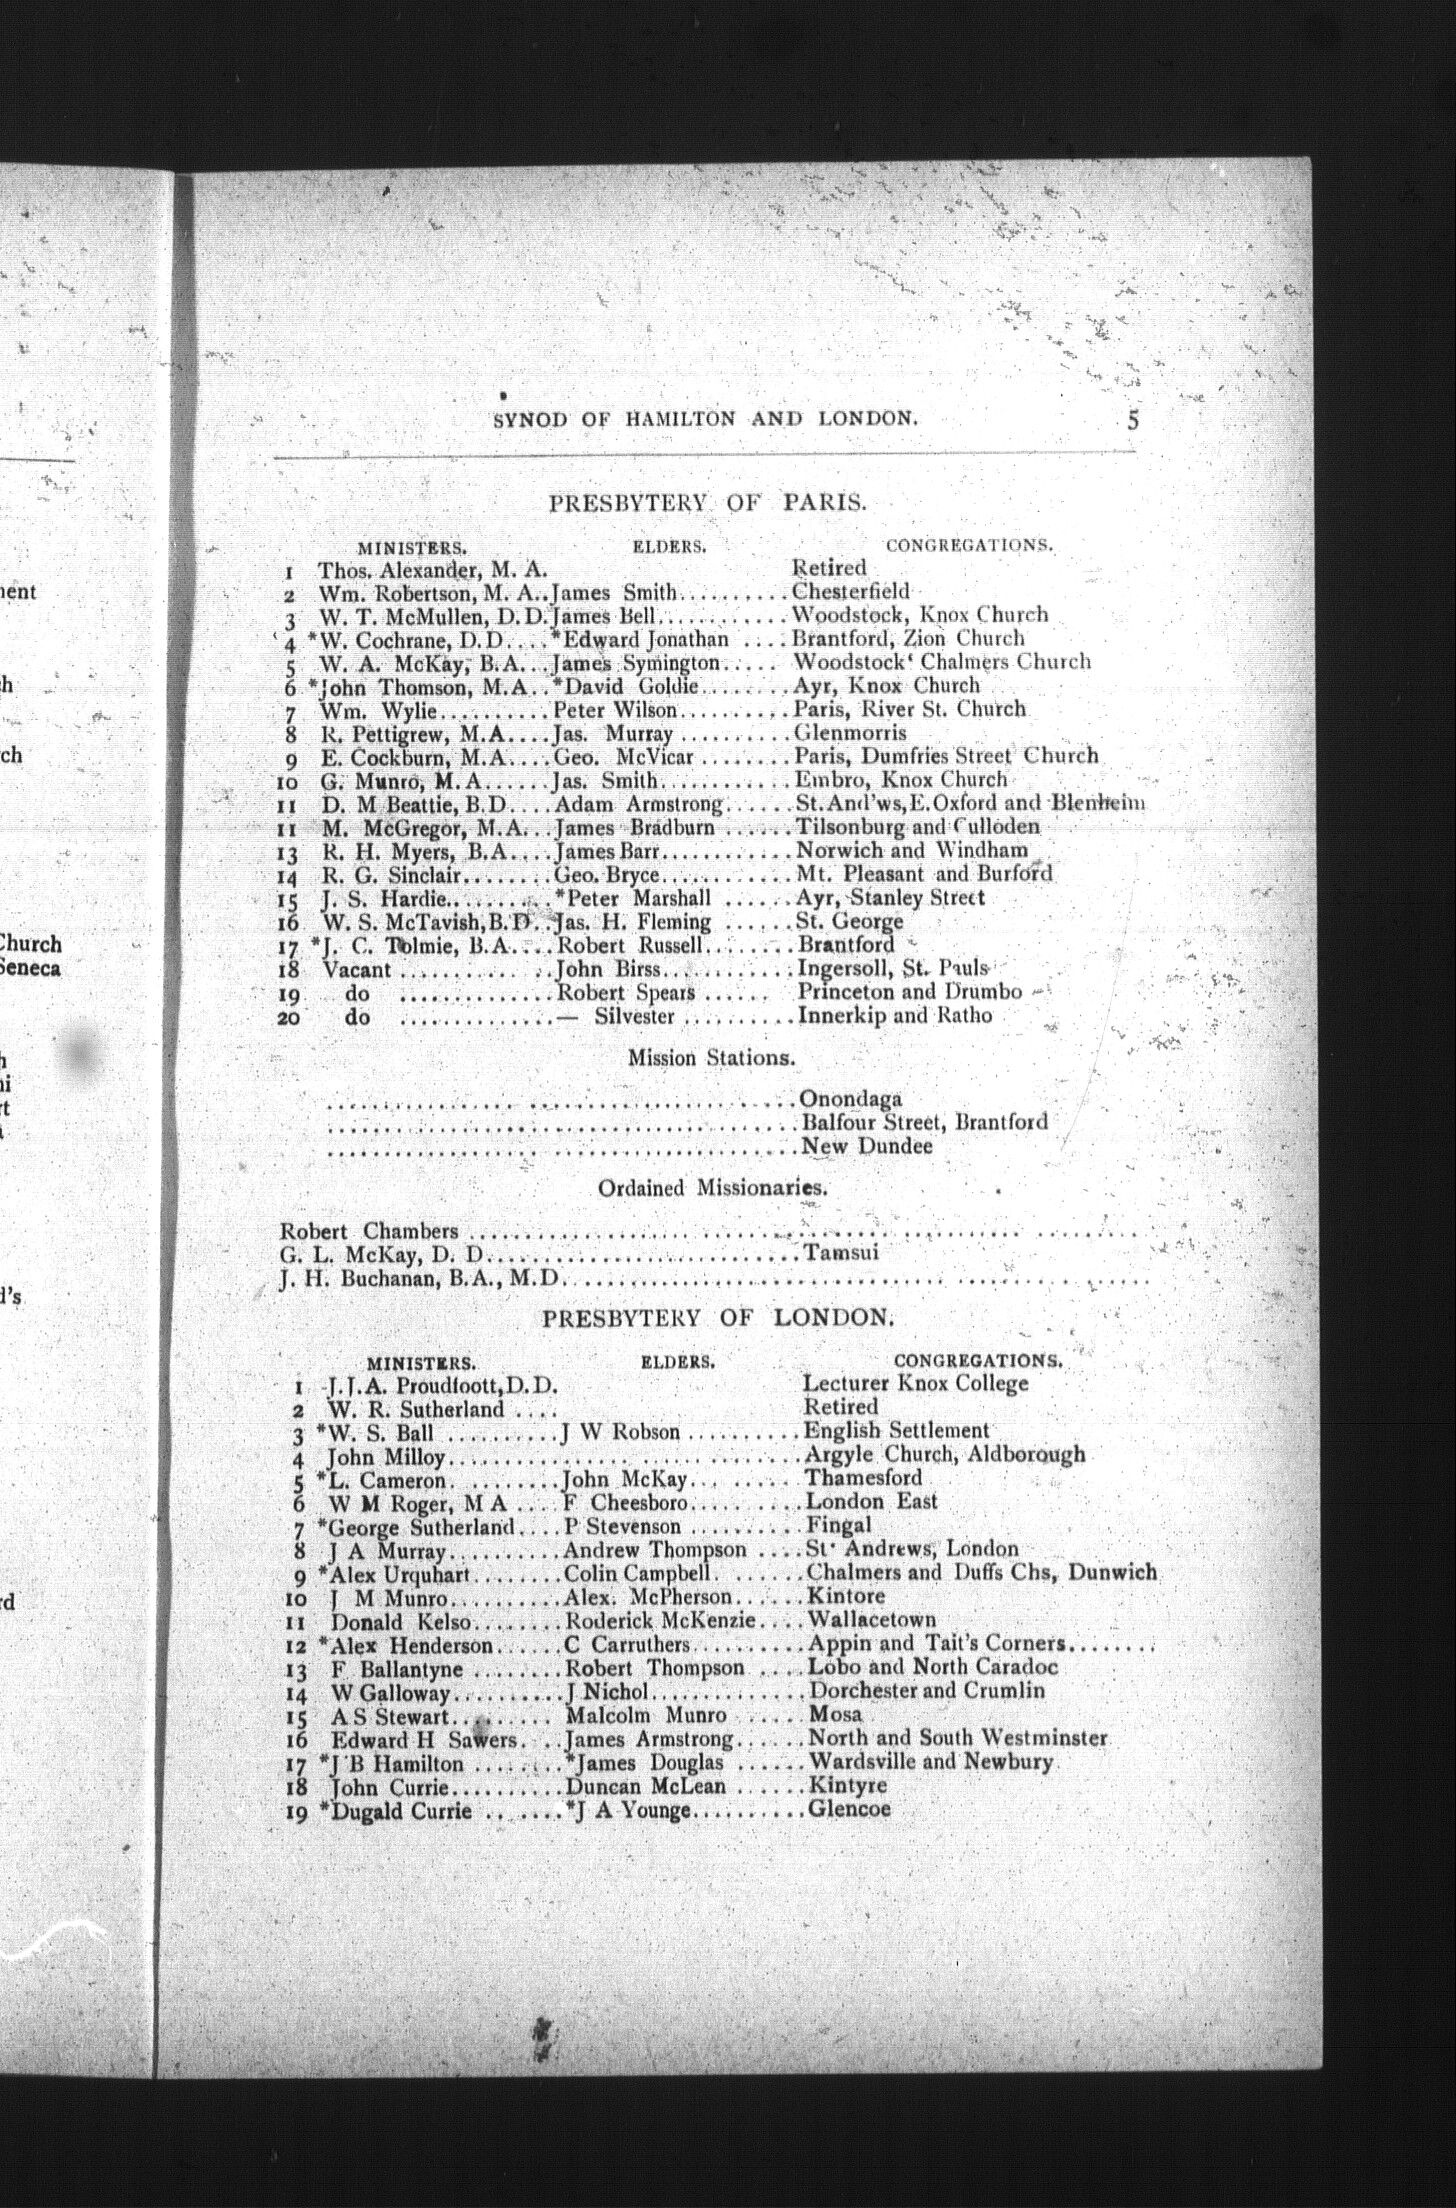 SYNOD OF HAMILTON AND LONDON. 5
PRESBYTERY OF PARIS.
MINISTERS. ELDERS. CONGREGATIONS.
1 Thos. Alexander, M. A. Retired
2 Wm. Robertson, M. A..James Smith..........Chesterfield
3 W. T. McMullen, D.D.James Bell............Woodstock, Knox Church
4 *W. Cochrane, D.D....*Edward Jonathan ....Brantford, Zion Church
5 W. A. McKay, B.A...James Symington..... Woodstock' Chalmers Church
6 *John Thomson, M.A..*David Goldie........Ayr, Knox Church
7 Wm. Wylie..........Peter Wilson..........Paris, River St. Church
8 R. Pettigrew, M.A....Jas. Murray ..........Glenmorris
9 E. Cockburn, M.A....Geo. McVicar ........Paris, Dumfries Street Church
10 G. Munro, M.A......Jas. Smith............Embro, Knox Church
11 D. M Beattie, B.D....Adam Armstrong......St.And'ws,E.Oxford and Blenheim
11 M. McGregor, M.A...James Bradburn ......Tilsonburg and Culloden
13 R. H. Myers, B.A....James Barr............Norwich and Windham
14 R. G. Sinclair........Geo. Bryce............Mt. Pleasant and Burford
15 J. S. Hardie..........*Peter Marshall ......Ayr, Stanley Street
16 W. S. McTavish,B.D..Jas. H. Fleming ......St. George
17 *J. C. Tolmie, B.A....Robert Russell........Brantford
18 Vacant ..............John Birss............Ingersoll, St. Pauls
19 do ..............Robert Spears ...... Princeton and Drumbo
20 do ..............— Silvester ..........Innerkip and Ratho
Mission Stations.
........................................Onondaga
........................................Balfour Street, Brantford
........................................New Dundee
Ordained Missionaries.
Robert Chambers ........................................................
G. L. McKay, D. D...........................Tamsui
J. H. Buchanan, B.A., M.D..................................................
PRESBYTERY OF LONDON.
MINISTERS. ELDERS. CONGREGATIONS.
1 J.J.A. Proudfoott,D.D. Lecturer Knox College
2 W. R. Sutherland .... Retired
3 *W. S. Ball ..........J W Robson ..........English Settlement
4 John Milloy..............................Argyle Church, Aldborough
5 *L. Cameron. ........John McKay... ...... Thamesford
6 W M Roger, M A ....F Cheesboro..........London East
7 *George Sutherland....P Stevenson ..........Fingal
8 J A Murray..........Andrew Thompson ....St' Andrews, London
9 *Alex Urquhart........Colin Campbell. .......Chalmers and Duffs Chs, Dunwich
10 J M Munro..........Alex. McPherson......Kintore
11 Donald Kelso........Roderick McKenzie....Wallacetown
12 *Alex Henderson......C Carruthers..........Appin and Tait's Corners........
13 F Ballantyne ........Robert Thompson ....Lobo and North Caradoc
14 W Galloway..........J Nichol..............Dorchester and Crumlin
15 A S Stewart......... Malcolm Munro .....Mosa
16 Edward H Sawers. ..James Armstrong......North and South Westminster
17 *J B Hamilton ........*James Douglas ......Wardsville and Newbury
18 John Currie..........Duncan McLean ......Kintyre
19 *Dugald Currie .......*J A Younge..........Glencoe
ment
Church
Seneca